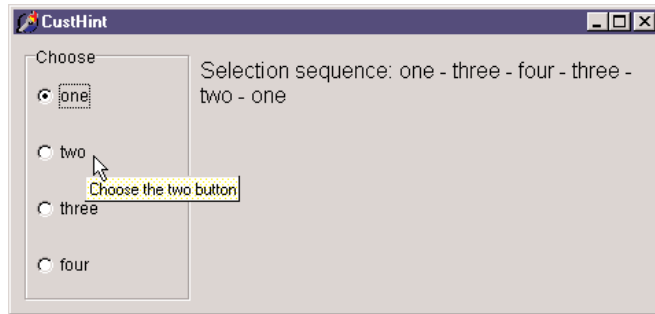 CustHint
Choose
one
two
Choose the two button
three
four
Selection sequence: one - three - four - three -
two - one